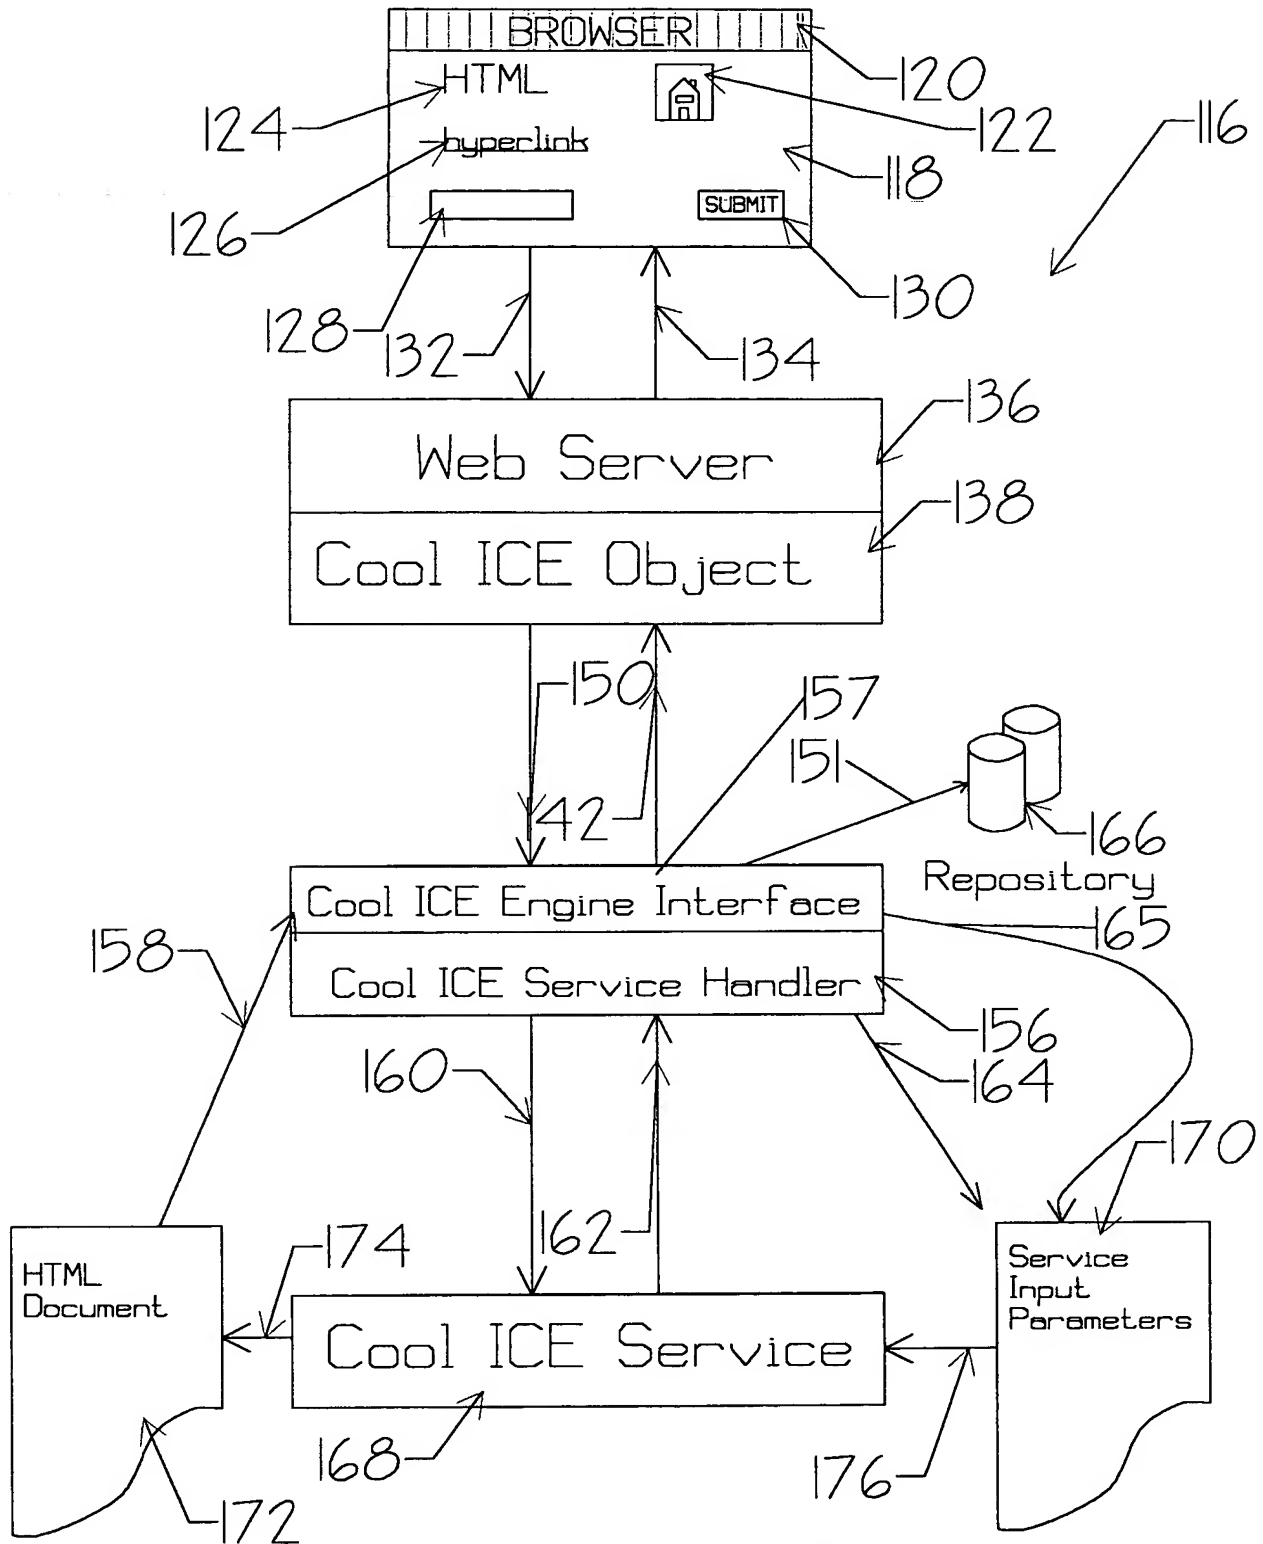 BROWSER
HTML
120
124
122
116
hyperlink
118
126
SUBMIT
130
128
132
134
136
Web Server
138
Cool ICE Object
150
157
151
42
166
Repository
Cool ICE Engine Interface
165
158
Cool ICE Service Handler
156
160
164
170
162
174
HTML
Document
Service
Input
Parameters
Cool ICE Service
168
176
172